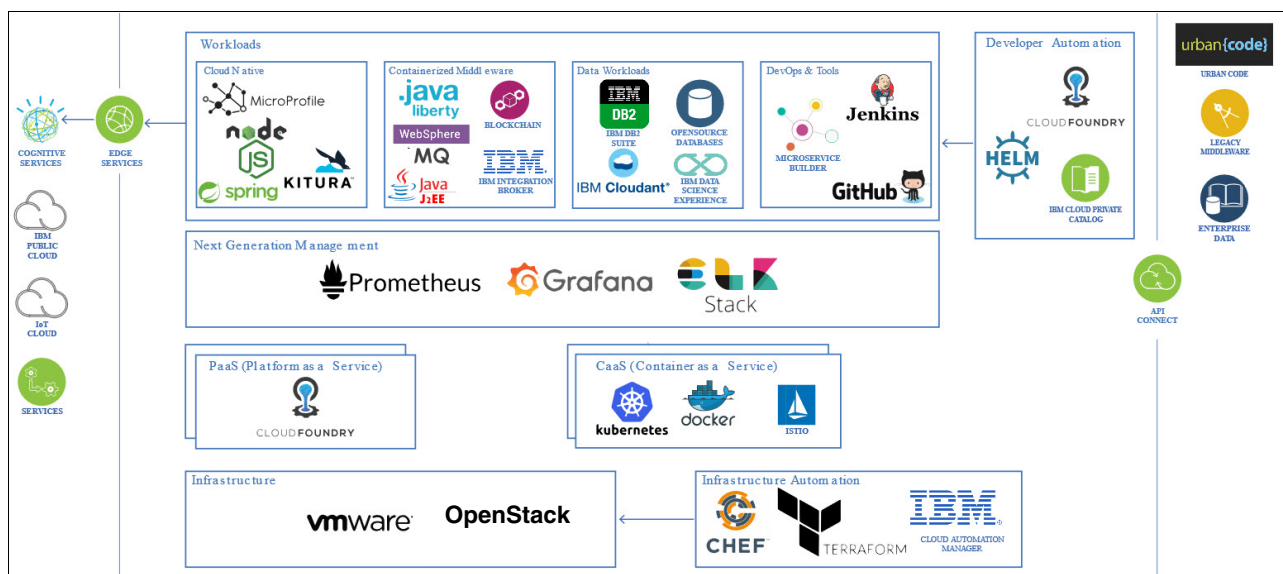 Workloads
Cloud Native
MicroProfile
node
JS
spring
KITURA™
Containerized Middleware
java
liberty
BLOCKCHAIN
WebSphere
MQ
IBM
IBM INTEGRATION
BROKER
Java
J2EE
Data Workloads
IBM
DB2
IBM DB2
SUITE
OPENSOURCE
DATABASES
IBM Cloudant®
IBM DATA
SCIENCE
EXPERIENCE
DevOps & Tools
Jenkins
MICROSERVICE
BUILDER
GitHub
Developer Automation
CLOUDFOUNDRY
HELM
IBM CLOUD PRIVATE
CATALOG
urban{code}
URBAN CODE
LEGACY
MIDDLEWARE
ENTERPRISE
DATA
API
CONNECT
COGNITIVE
SERVICES
EDGE
SERVICES
IBM
PUBLIC
CLOUD
IoT
CLOUD
SERVICES
Next Generation Management
Prometheus
Grafana
ELK
Stack
PaaS (Platform as a Service)
CLOUDFOUNDRY
CaaS (Container as a Service)
kubernetes
docker
ISTIO
Infrastructure
vmware®
OpenStack
Infrastructure Automation
CHEF™
TERRAFORM
IBM®
CLOUD AUTOMATION
MANAGER